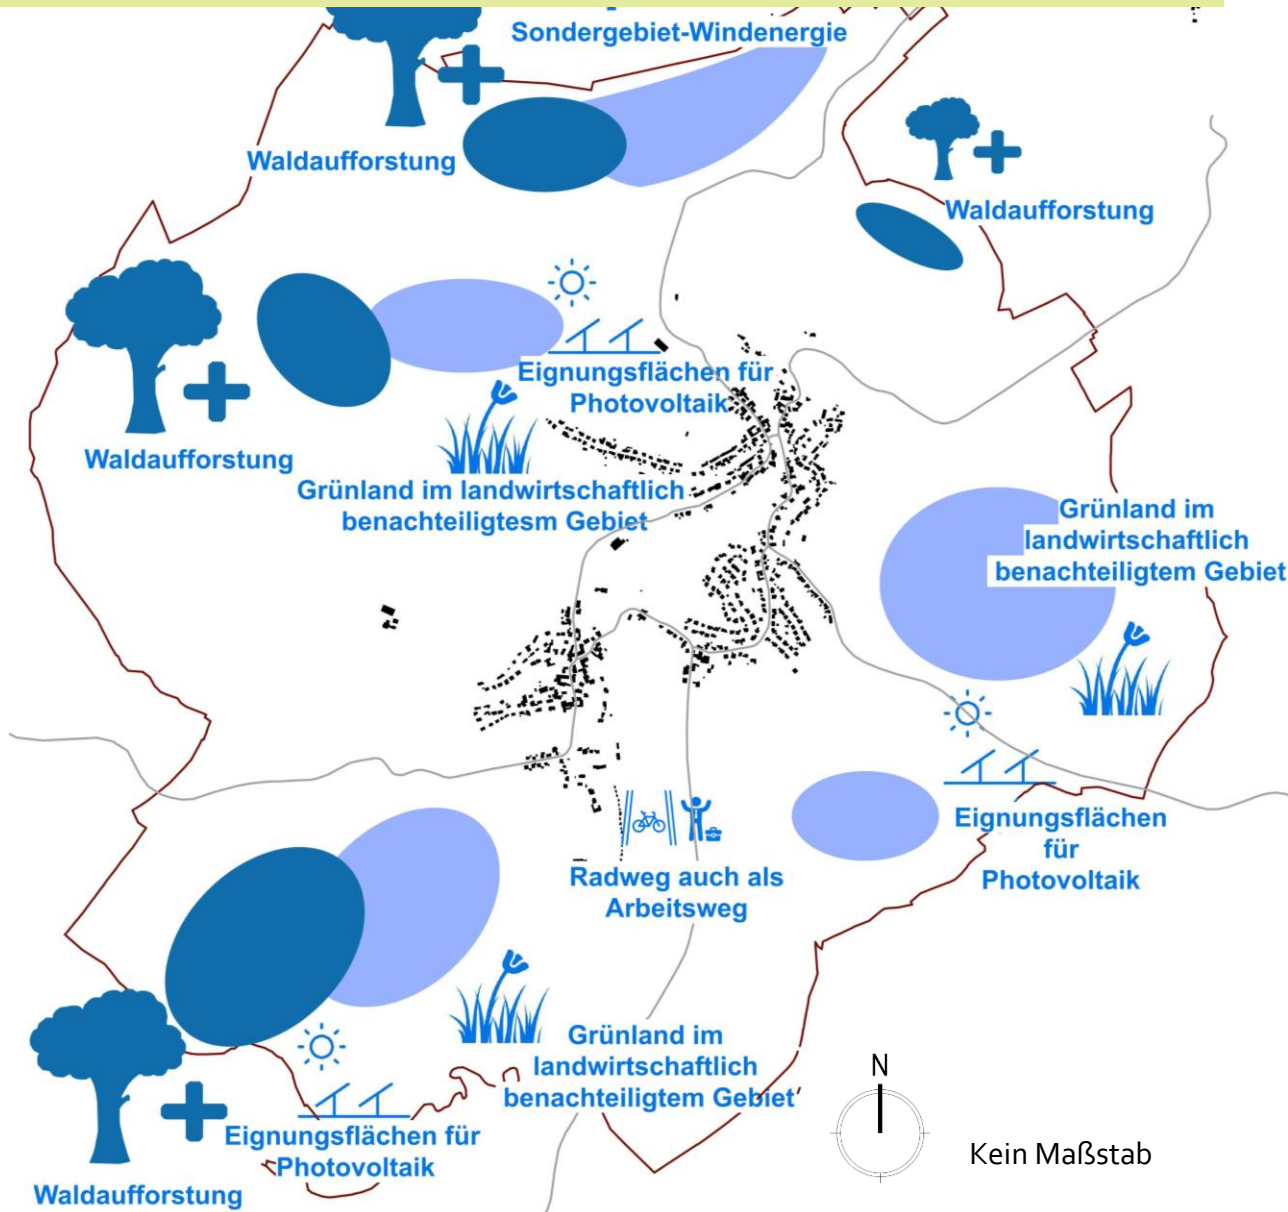 Sondergebiet-Windenergie
Waldaufforstung
Waldaufforstung
Eignungsflächen für
Photovoltaik
Waldaufforstung
Grünland im landwirtschaftlich
benachteiligtesm Gebiet
Grünland im
landwirtschaftlich
benachteiligtem Gebiet
Eignungsflächen
für
Photovoltaik
Radweg auch als
Arbeitsweg
Grünland im
landwirtschaftlich
benachteiligtem Gebiet
N
Kein Maßstab
Eignungsflächen für
Photovoltaik
Waldaufforstung